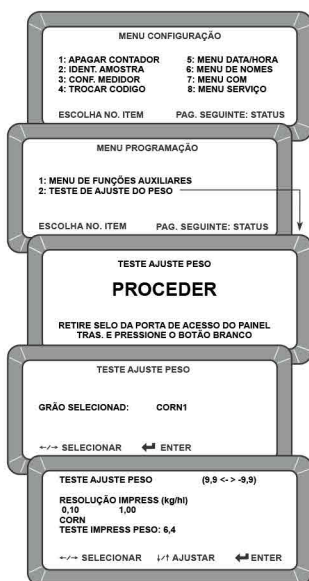 MENU CONFIGURAÇÃO
1: APAGAR CONTADOR 5: MENU DATA/HORA
2: IDENT. AMOSTRA 6: MENU DE NOMES
3: CONF. MEDIDOR 7: MENU COM
4: TROCAR CODIGO 8: MENU SERVIÇO
ESCOLHA NO. ITEM PAG. SEGUINTE: STATUS
MENU PROGRAMAÇÃO
1: MENU DE FUNÇÕES AUXILIARES
2: TESTE DE AJUSTE DO PESO
ESCOLHA NO. ITEM PAG. SEGUINTE: STATUS
TESTE AJUSTE PESO
PROCEDER
RETIRE SELO DA PORTA DE ACESSO DO PAINEL
TRAS. E PRESSIONE O BOTÃO BRANCO
TESTE AJUSTE PESO
GRÃO SELECIONAD: CORN1
←/→ SELECIONAR ↵ ENTER
TESTE AJUSTE PESO (9,9 <- > -9,9)
RESOLUÇÃO IMPRESS (kg/hl)
0,10 1,00
CORN
TESTE IMPRESS PESO: 6,4
←/→ SELECIONAR ↓/↑ AJUSTAR ↵ ENTER